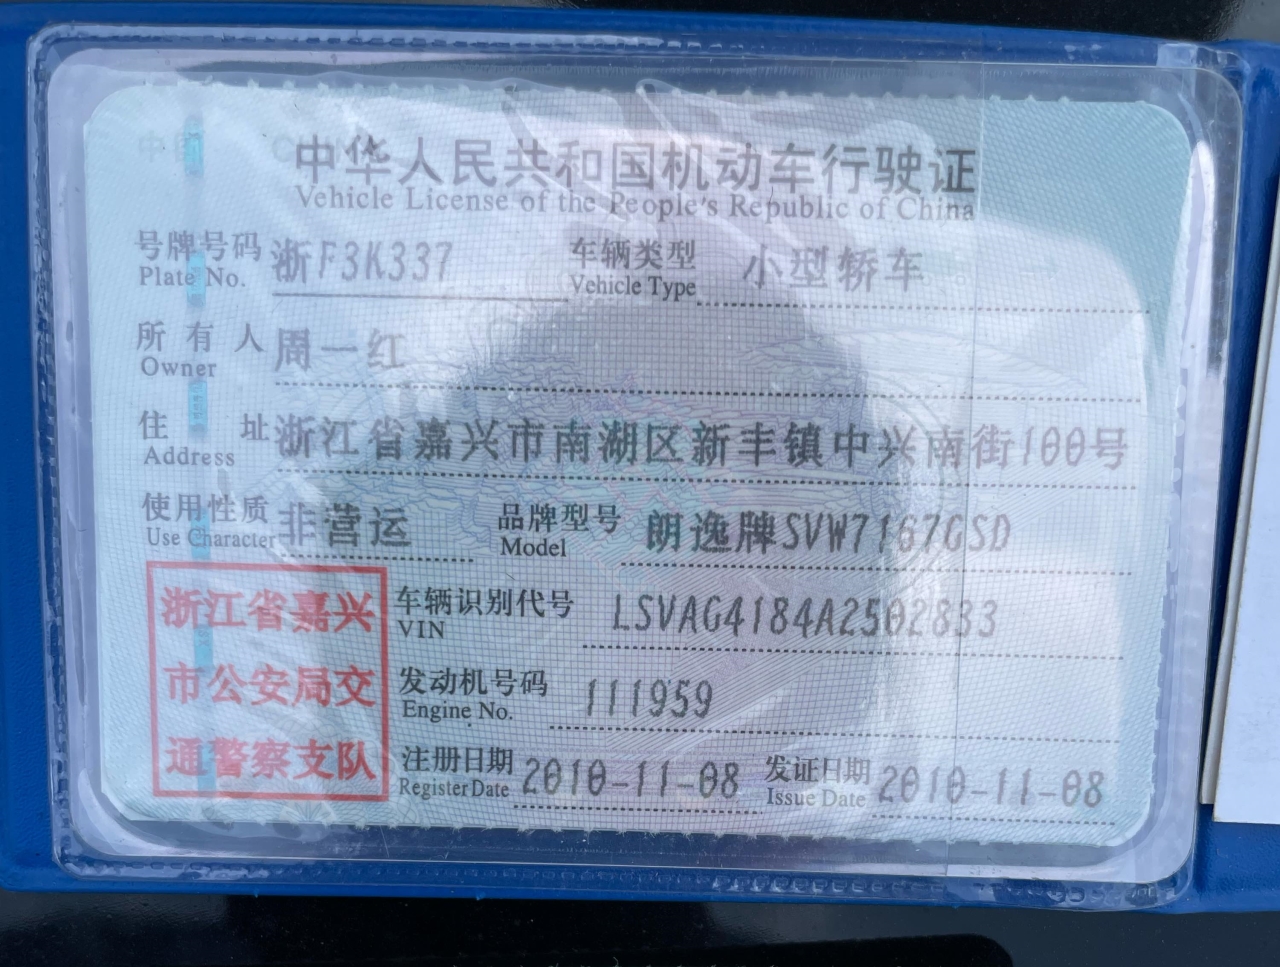 中华人民共和国机动车行驶证
Vehicle License of the People's Republic of China
号牌号码 浙F3K337 车辆类型 小型轿车
Plate No. Vehicle Type
所有人 周一红
Owner
住址 浙江省嘉兴市南湖区新丰镇中兴南街100号
Address
使用性质 非营运 品牌型号 朗逸牌SVW7167GSD
Use Character Model
浙江省嘉兴
市公安局交
通警察支队
车辆识别代号 LSVAG4184A2502833
VIN
发动机号码 111959
Engine No.
注册日期 2010-11-08 发证日期 2010-11-08
Register Date Issue Date